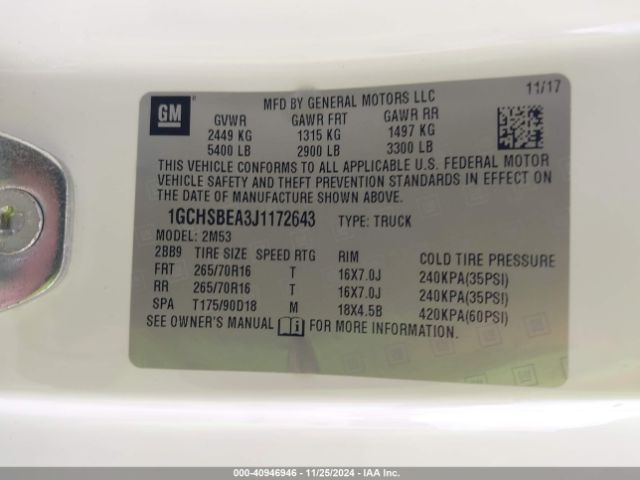 GM ®
MFD BY GENERAL MOTORS LLC 11/17
GVWR GAWR FRT GAWR RR
2449 KG 1315 KG 1497 KG
5400 LB 2900 LB 3300 LB
THIS VEHICLE CONFORMS TO ALL APPLICABLE U.S. FEDERAL MOTOR
VEHICLE SAFETY AND THEFT PREVENTION STANDARDS IN EFFECT ON
THE DATE OF MANUFACTURE SHOWN ABOVE.
1GCHSBEA3J1172643 TYPE: TRUCK
MODEL: 2M53
2BB9 TIRE SIZE SPEED RTG RIM COLD TIRE PRESSURE
FRT 265/70R16 T 16X7.0J 240KPA(35PSI)
RR 265/70R16 T 16X7.0J 240KPA(35PSI)
SPA T175/90D18 M 18X4.5B 420KPA(60PSI)
SEE OWNER'S MANUAL i FOR MORE INFORMATION.
000-40946946 - 11/25/2024 - IAA Inc.